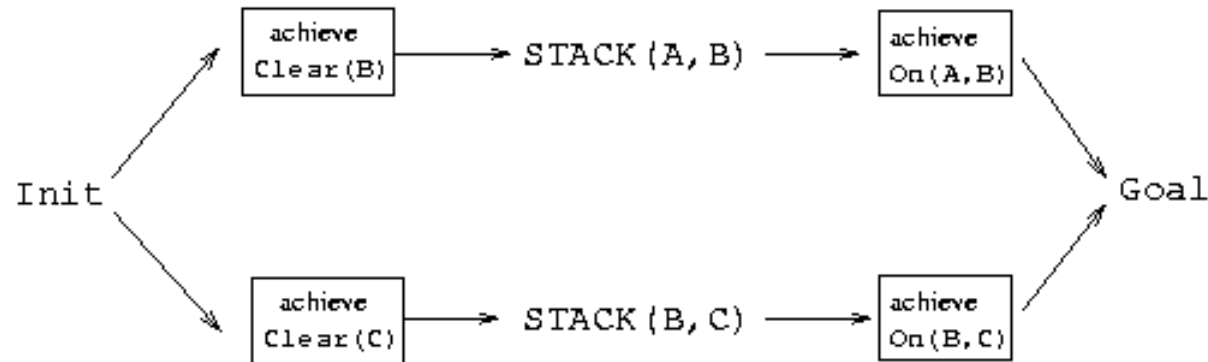 achieve
Clear(B)
STACK(A,B)
achieve
On(A,B)
Init
Goal
achieve
Clear(C)
STACK(B,C)
achieve
On(B,C)